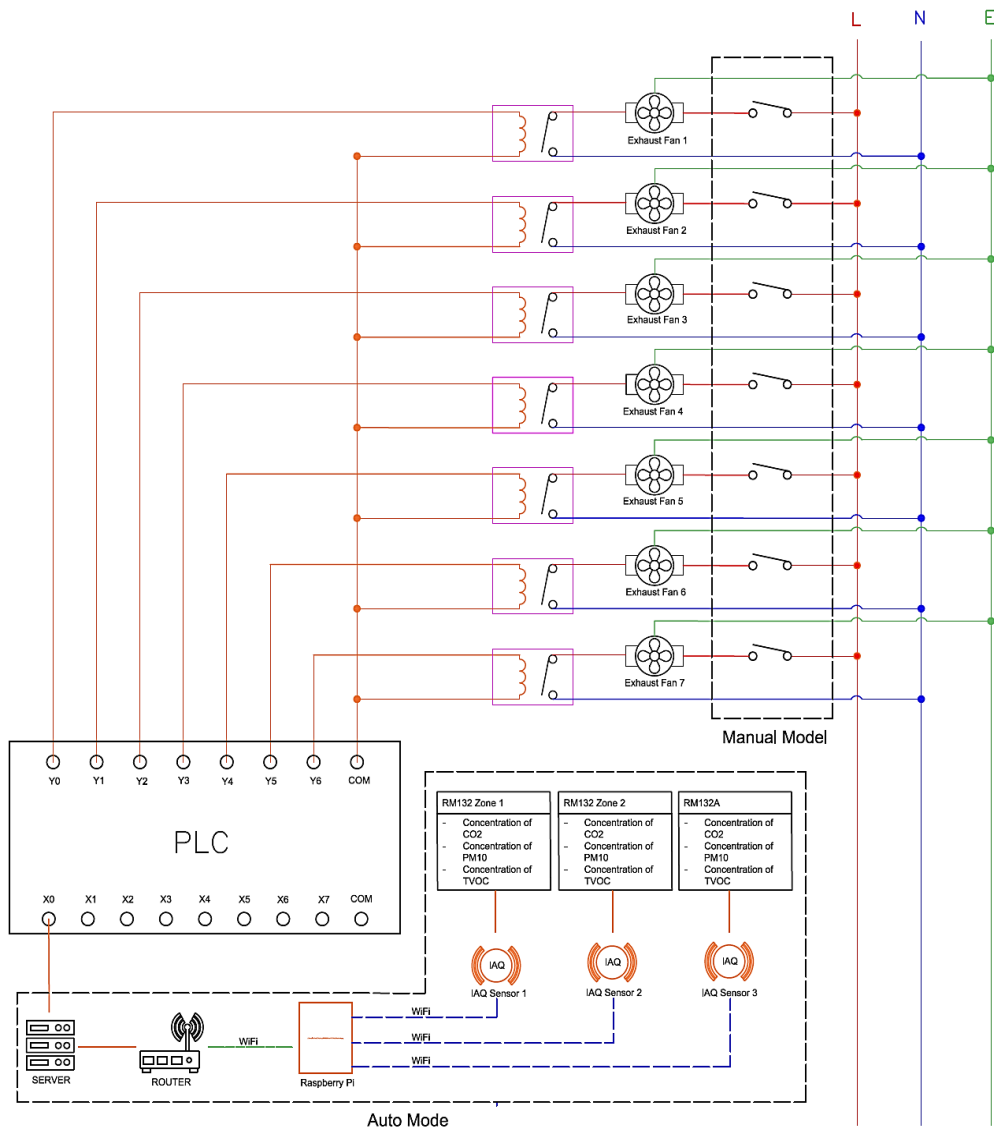 L N E
Exhaust Fan 1
Exhaust Fan 2
Exhaust Fan 3
Exhaust Fan 4
Exhaust Fan 5
Exhaust Fan 6
Exhaust Fan 7
Manual Model
Y0 Y1 Y2 Y3 Y4 Y5 Y6 COM
PLC
X0 X1 X2 X3 X4 X5 X6 X7 COM
RM132 Zone 1
- Concentration of
CO2
- Concentration of
PM10
- Concentration of
TVOC
RM132 Zone 2
- Concentration of
CO2
- Concentration of
PM10
- Concentration of
TVOC
RM132A
- Concentration of
CO2
- Concentration of
PM10
- Concentration of
TVOC
IAQ
IAQ Sensor 1
IAQ
IAQ Sensor 2
IAQ
IAQ Sensor 3
WiFi
WiFi
WiFi
WiFi
SERVER
ROUTER
Raspberry Pi
Auto Mode